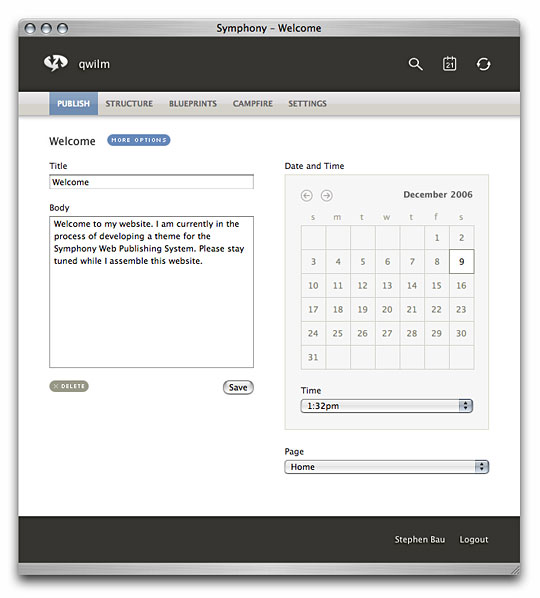 Symphony – Welcome
qwilm
21
PUBLISH STRUCTURE BLUEPRINTS CAMPFIRE SETTINGS
Welcome MORE OPTIONS
Title
Welcome
Body
Welcome to my website. I am currently in the
process of developing a theme for the
Symphony Web Publishing System. Please stay
tuned while I assemble this website.
× DELETE Save
Date and Time
December 2006
s m t w t f s
1 2
3 4 5 6 7 8 9
10 11 12 13 14 15 16
17 18 19 20 21 22 23
24 25 26 27 28 29 30
31
Time
1:32pm
Page
Home
Stephen Bau Logout